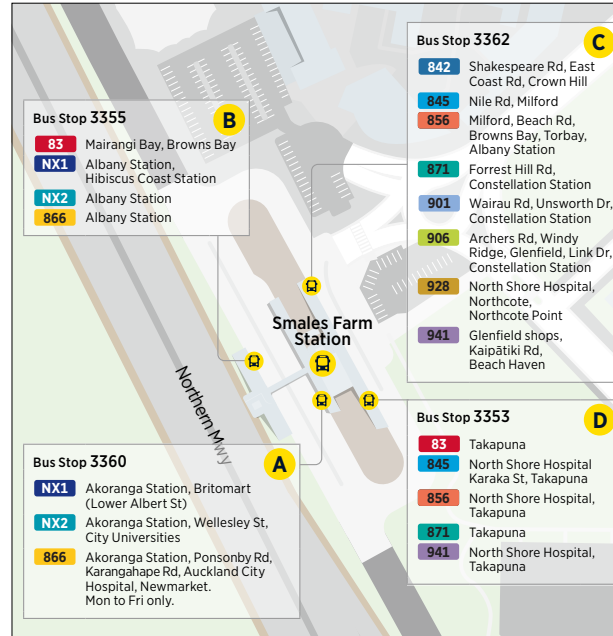 Bus Stop 3362
C
842 Shakespeare Rd, East
Coast Rd, Crown Hill
845 Nile Rd, Milford
856 Milford, Beach Rd,
Browns Bay, Torbay,
Albany Station
871 Forrest Hill Rd,
Constellation Station
901 Wairau Rd, Unsworth Dr,
Constellation Station
906 Archers Rd, Windy
Ridge, Glenfield, Link Dr,
Constellation Station
928 North Shore Hospital,
Northcote,
Northcote Point
941 Glenfield shops,
Kaipātiki Rd,
Beach Haven
Bus Stop 3355
B
83 Mairangi Bay, Browns Bay
NX1 Albany Station,
Hibiscus Coast Station
NX2 Albany Station
866 Albany Station
Smales Farm
Station
Northern Mwy
Bus Stop 3360
A
NX1 Akoranga Station, Britomart
(Lower Albert St)
NX2 Akoranga Station, Wellesley St,
City Universities
866 Akoranga Station, Ponsonby Rd,
Karangahape Rd, Auckland City
Hospital, Newmarket.
Mon to Fri only.
Bus Stop 3353
D
83 Takapuna
845 North Shore Hospital
Karaka St, Takapuna
856 North Shore Hospital,
Takapuna
871 Takapuna
941 North Shore Hospital,
Takapuna